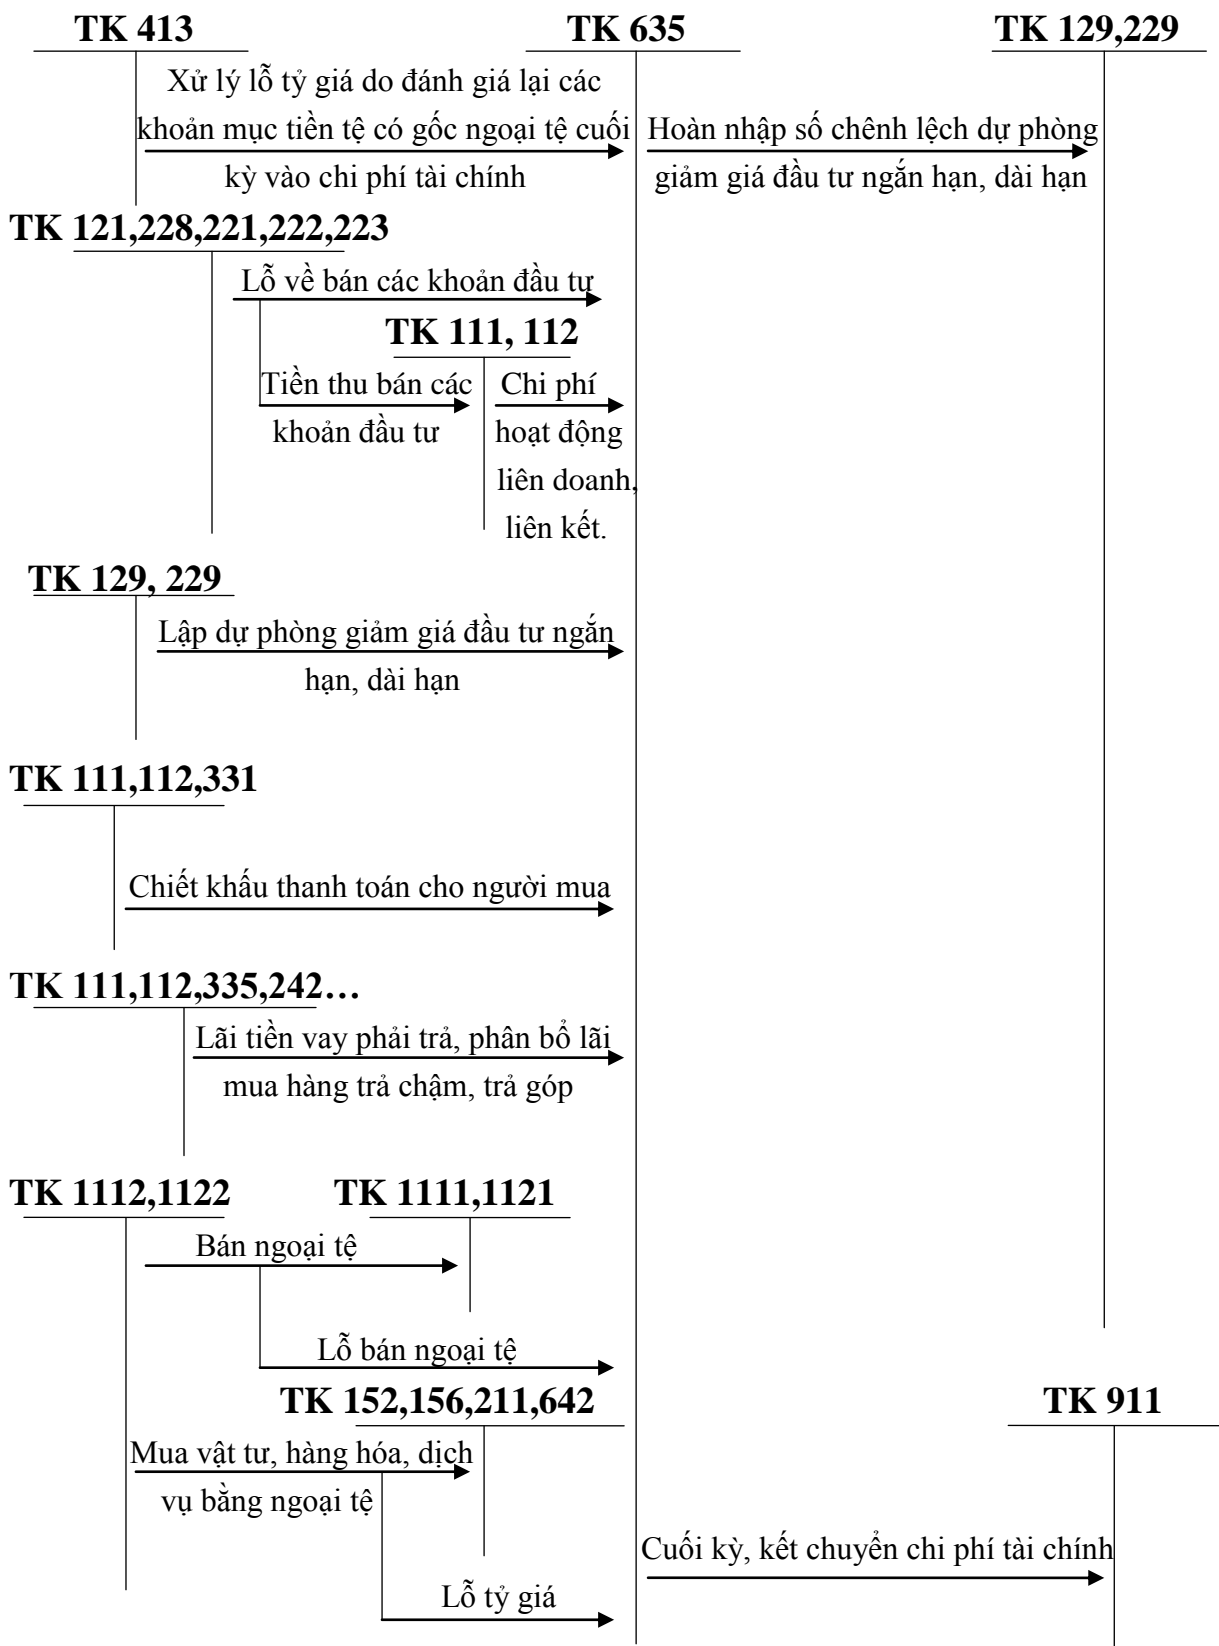 TK 413
TK 635
TK 129,229
Xử lý lỗ tỷ giá do đánh giá lại các
khoản mục tiền tệ có gốc ngoại tệ cuối
kỳ vào chi phí tài chính
Hoàn nhập số chênh lệch dự phòng
giảm giá đầu tư ngắn hạn, dài hạn
TK 121,228,221,222,223
Lỗ về bán các khoản đầu tư
TK 111, 112
Tiền thu bán các
khoản đầu tư
Chi phí
hoạt động
liên doanh,
liên kết.
TK 129, 229
Lập dự phòng giảm giá đầu tư ngắn
hạn, dài hạn
TK 111,112,331
Chiết khấu thanh toán cho người mua
TK 111,112,335,242…
Lãi tiền vay phải trả, phân bổ lãi
mua hàng trả chậm, trả góp
TK 1112,1122
TK 1111,1121
Bán ngoại tệ
Lỗ bán ngoại tệ
TK 152,156,211,642
TK 911
Mua vật tư, hàng hóa, dịch
vụ bằng ngoại tệ
Cuối kỳ, kết chuyển chi phí tài chính
Lỗ tỷ giá